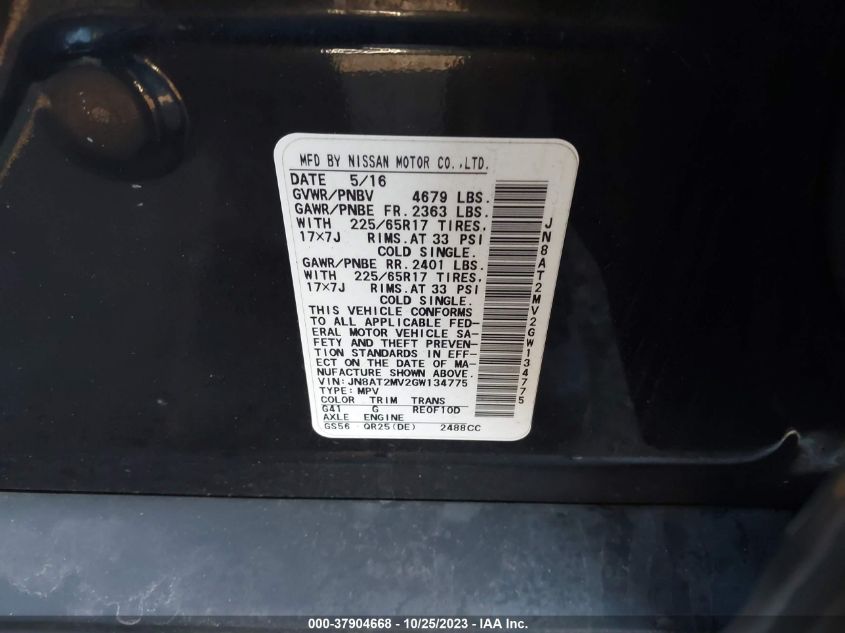 MFD BY NISSAN MOTOR CO.,LTD.
DATE 5/16
GVWR/PNBV 4679 LBS.
GAWR/PNBE FR.2363 LBS.
WITH 225/65R17 TIRES,
17×7J RIMS.AT 33 PSI
COLD SINGLE.
GAWR/PNBE RR.2401 LBS.
WITH 225/65R17 TIRES,
17×7J RIMS.AT 33 PSI
COLD SINGLE.
THIS VEHICLE CONFORMS
TO ALL APPLICABLE FED-
ERAL MOTOR VEHICLE SA-
FETY AND THEFT PREVEN-
TION STANDARDS IN EFF-
ECT ON THE DATE OF MA-
NUFACTURE SHOWN ABOVE.
VIN:JN8AT2MV2GW134775
TYPE:MPV
COLOR TRIM TRANS
G41 G RE0F10D
AXLE ENGINE
GS56 QR25(DE) 2488CC
JN8AT2MV2GW134775
000-37904668 - 10/25/2023 - IAA Inc.